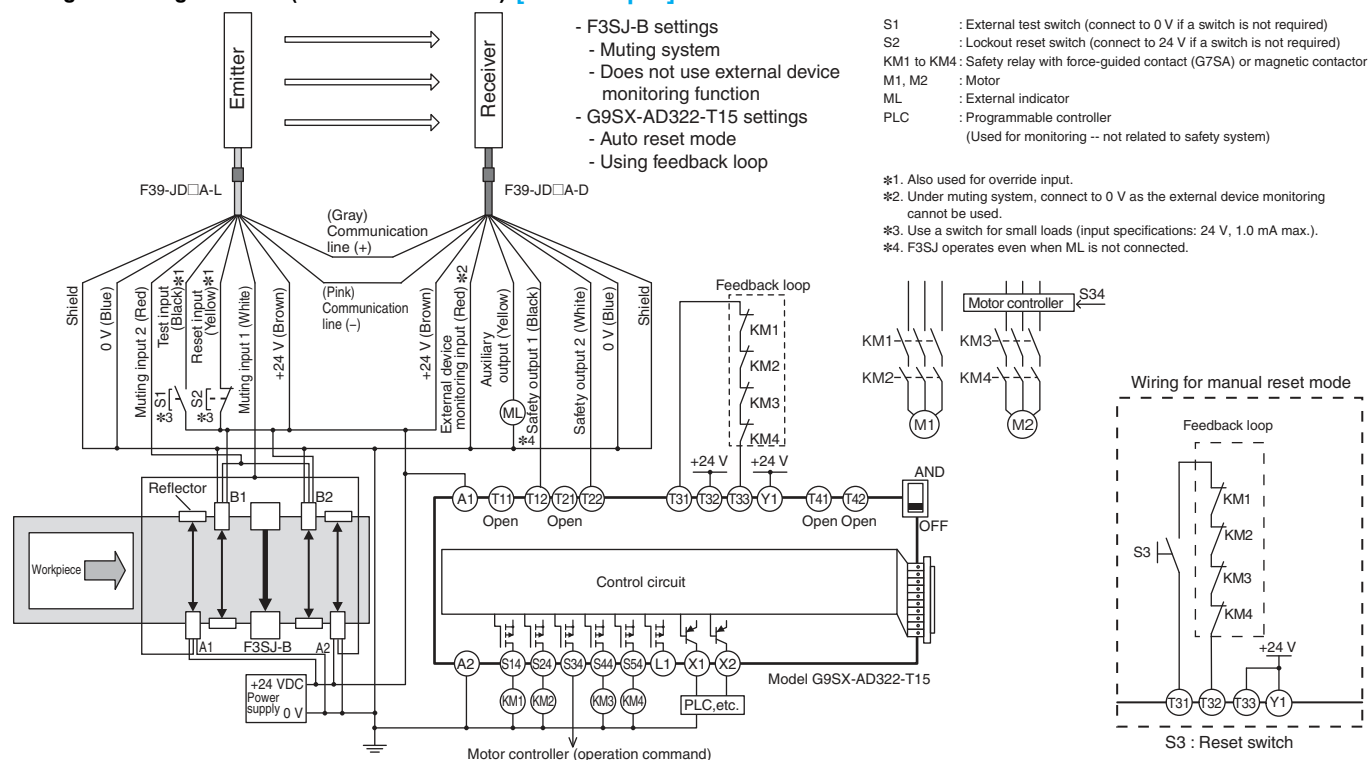 Emitter
Receiver
- F3SJ-B settings
- Muting system
- Does not use external device
monitoring function
- G9SX-AD322-T15 settings
- Auto reset mode
- Using feedback loop
S1 : External test switch (connect to 0 V if a switch is not required)
S2 : Lockout reset switch (connect to 24 V if a switch is not required)
KM1 to KM4 : Safety relay with force-guided contact (G7SA) or magnetic contactor
M1, M2 : Motor
ML : External indicator
PLC : Programmable controller
(Used for monitoring -- not related to safety system)
*1. Also used for override input.
*2. Under muting system, connect to 0 V as the external device monitoring
cannot be used.
*3. Use a switch for small loads (input specifications: 24 V, 1.0 mA max.).
*4. F3SJ operates even when ML is not connected.
F39-JD□A-L
F39-JD□A-D
(Gray)
Communication
line (+)
(Pink)
Communication
line (−)
Shield
0 V (Blue)
Muting input 2 (Red)
Test input
(Black)*1
Reset input
(Yellow)*1
Muting input 1 (White)
+24 V (Brown)
+24 V (Brown)
External device
monitoring input (Red) *2
Auxiliary
output (Yellow)
Safety output 1 (Black)
Safety output 2 (White)
0 V (Blue)
Shield
S1
*3
S2
*3
ML
*4
Feedback loop
KM1
KM2
KM3
KM4
+24 V
+24 V
Motor controller
S34
KM1
KM3
KM2
KM4
M1
M2
A1
T11
T12
T21
T22
T31
T32
T33
Y1
T41
T42
Open
Open
Open
Open
AND
OFF
Reflector
B1
B2
Workpiece
A1
F3SJ-B
A2
Control circuit
A2
S14
S24
S34
S44
S54
L1
X1
X2
Model G9SX-AD322-T15
KM1
KM2
KM3
KM4
PLC,etc.
+24 VDC
Power
supply
0 V
Motor controller (operation command)
Wiring for manual reset mode
Feedback loop
KM1
KM2
KM3
KM4
S3
+24 V
T31
T32
T33
Y1
S3 : Reset switch